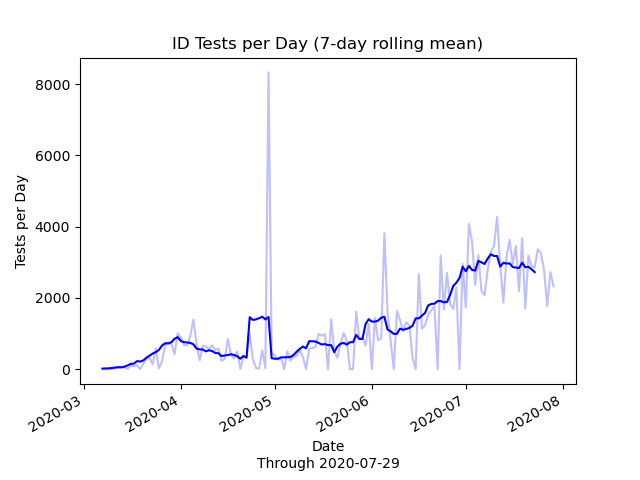 ID Tests per Day (7-day rolling mean)
8000
6000
4000
2000
0
Tests per Day
2020-03
2020-04
2020-05
2020-06
2020-07
2020-08
Date
Through 2020-07-29